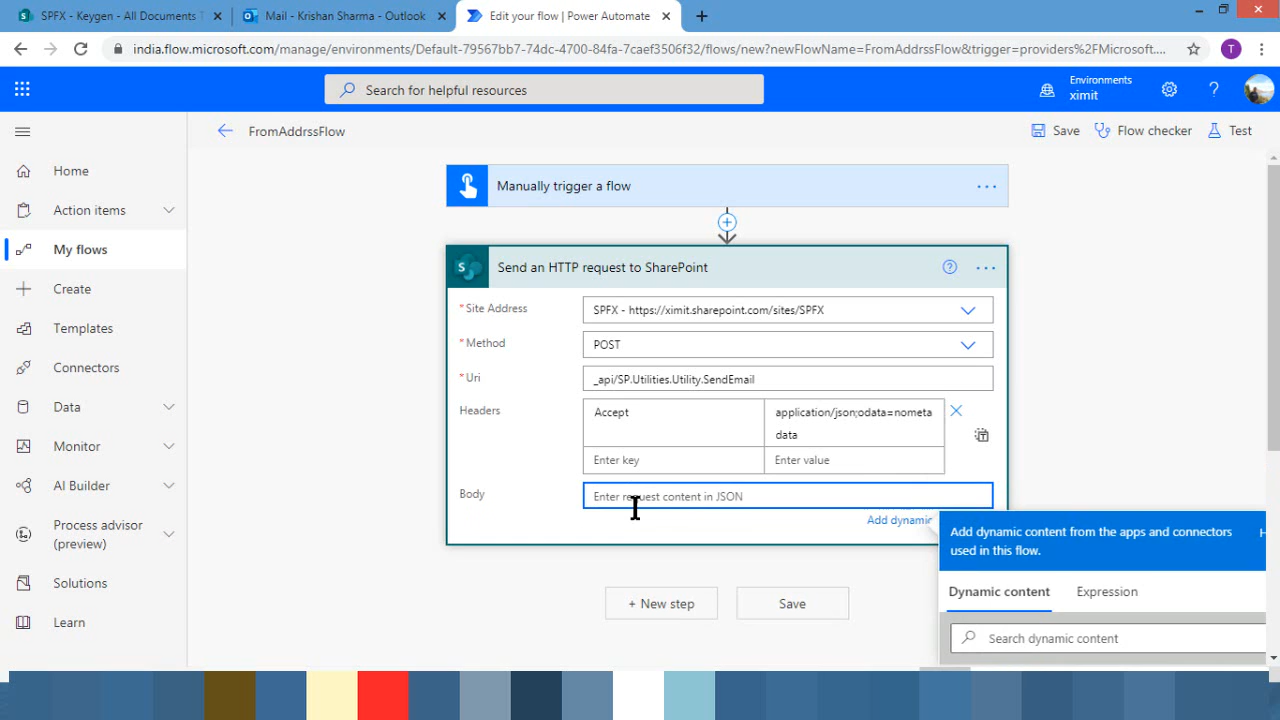 SPFX - Keygen - All Documents
Mail - Krishan Sharma - Outlook
Edit your flow | Power Automate
india.flow.microsoft.com/manage/environments/Default-79567bb7-74dc-4700-84fa-7caef3506f32/flows/new?newFlowName=FromAddrssFlow&trigger=providers%2FMicrosoft....
T
Search for helpful resources
Environments
ximit
FromAddrssFlow
Save
Flow checker
Test
Home
Action items
My flows
Create
Templates
Connectors
Data
Monitor
AI Builder
Process advisor
(preview)
Solutions
Learn
Manually trigger a flow
Send an HTTP request to SharePoint
*Site Address
SPFX - https://ximit.sharepoint.com/sites/SPFX
*Method
POST
*Uri
_api/SP.Utilities.Utility.SendEmail
Headers
Accept
application/json;odata=nometa
data
Enter key
Enter value
Body
Enter request content in JSON
Add dynamic
Add dynamic content from the apps and connectors
used in this flow.
Dynamic content
Expression
Search dynamic content
+ New step
Save